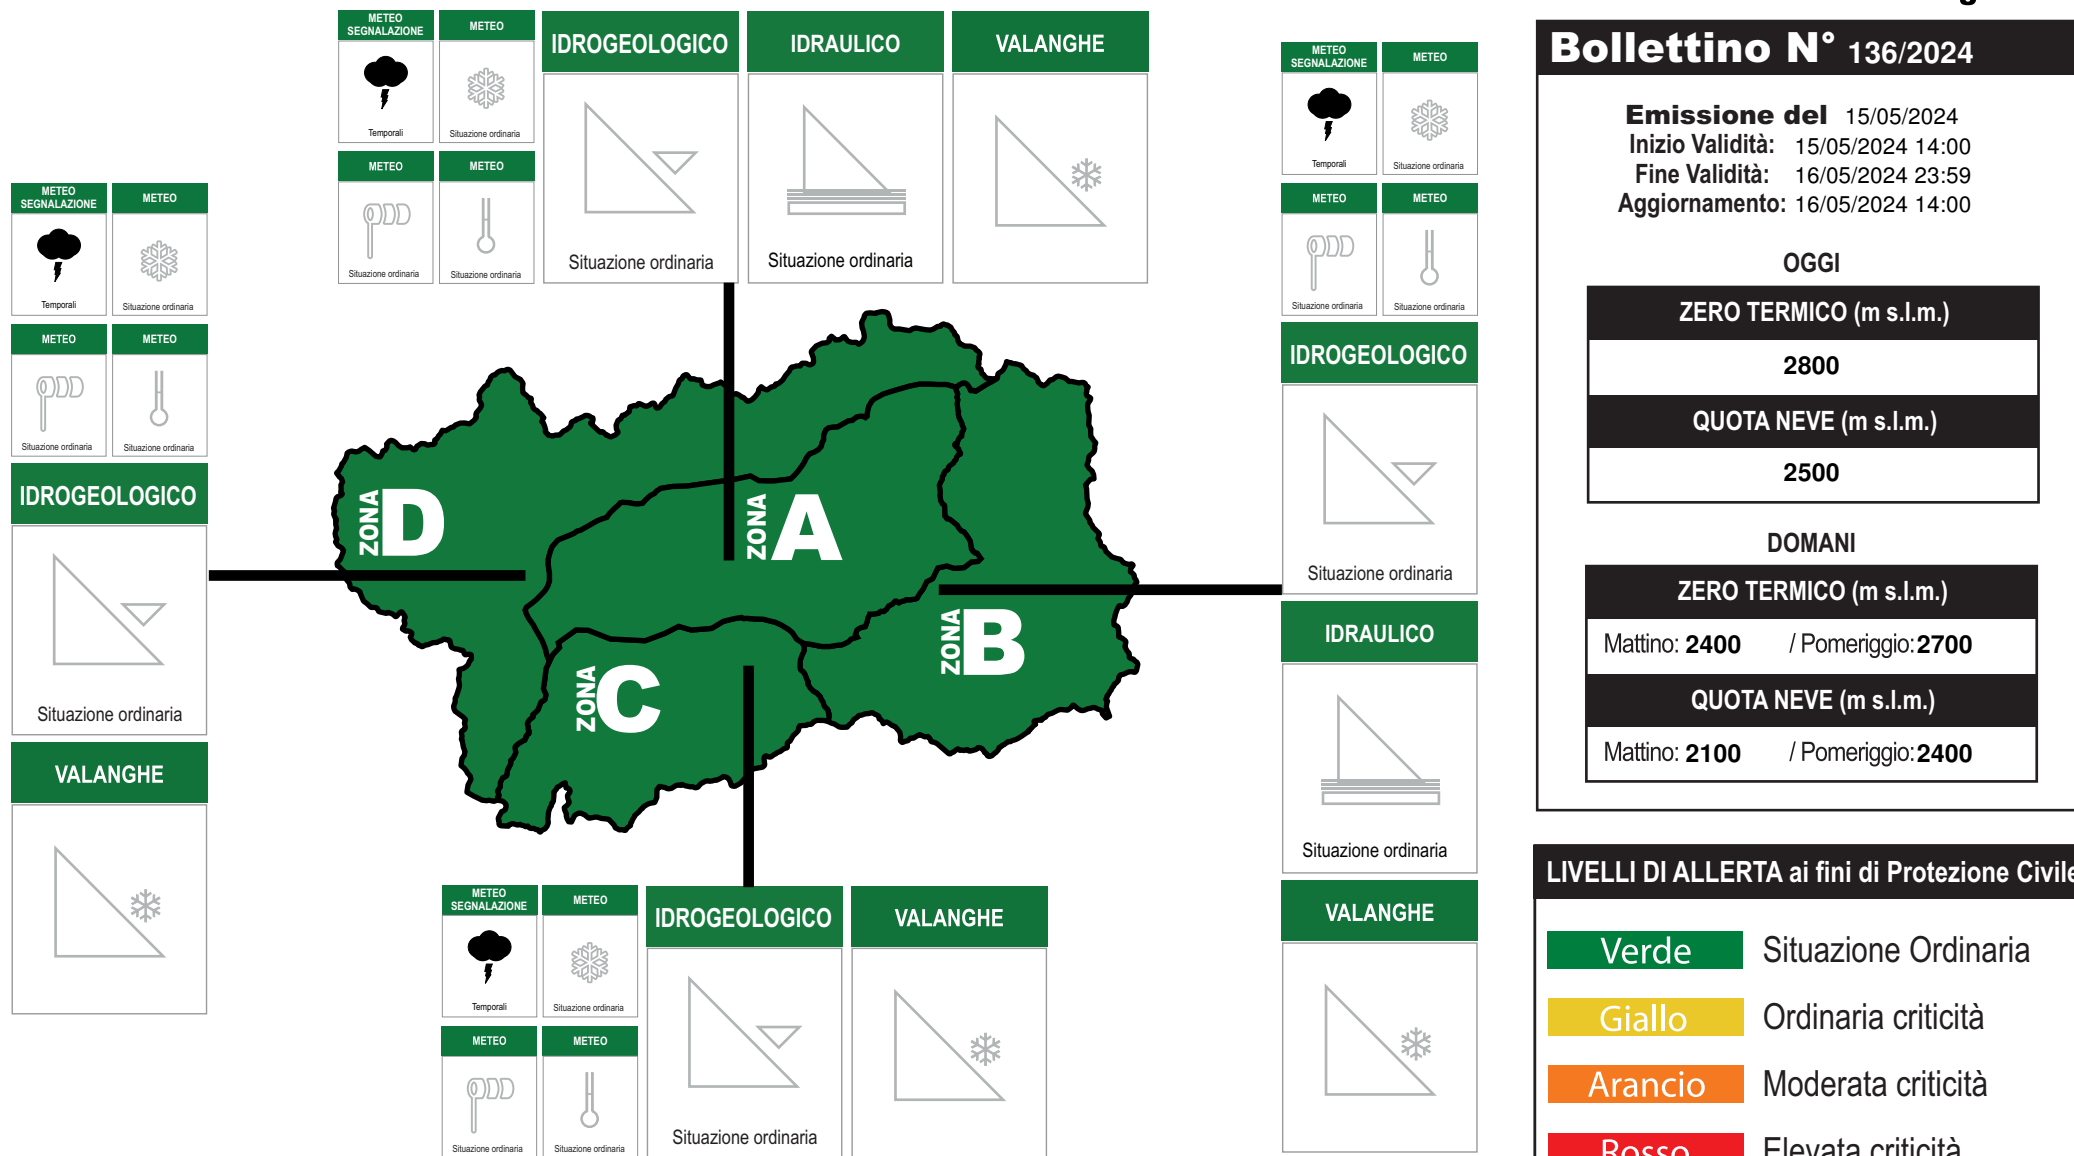 METEO
SEGNALAZIONE
METEO
Temporali
Situazione ordinaria
METEO
METEO
Situazione ordinaria
Situazione ordinaria
IDROGEOLOGICO
Situazione ordinaria
IDRAULICO
Situazione ordinaria
VALANGHE
METEO
SEGNALAZIONE
METEO
Temporali
Situazione ordinaria
METEO
METEO
Situazione ordinaria
Situazione ordinaria
IDROGEOLOGICO
Situazione ordinaria
VALANGHE
ZONA D
ZONA A
ZONA B
ZONA C
METEO
SEGNALAZIONE
METEO
Temporali
Situazione ordinaria
METEO
METEO
Situazione ordinaria
Situazione ordinaria
IDROGEOLOGICO
Situazione ordinaria
VALANGHE
METEO
SEGNALAZIONE
METEO
Temporali
Situazione ordinaria
METEO
METEO
Situazione ordinaria
Situazione ordinaria
IDROGEOLOGICO
Situazione ordinaria
IDRAULICO
Situazione ordinaria
VALANGHE
Bollettino N° 136/2024
Emissione del 15/05/2024
Inizio Validità: 15/05/2024 14:00
Fine Validità: 16/05/2024 23:59
Aggiornamento: 16/05/2024 14:00
OGGI
ZERO TERMICO (m s.l.m.)
2800
QUOTA NEVE (m s.l.m.)
2500
DOMANI
ZERO TERMICO (m s.l.m.)
Mattino: 2400 / Pomeriggio: 2700
QUOTA NEVE (m s.l.m.)
Mattino: 2100 / Pomeriggio: 2400
LIVELLI DI ALLERTA ai fini di Protezione Civile
Verde Situazione Ordinaria
Giallo Ordinaria criticità
Arancio Moderata criticità
Rosso Elevata criticità